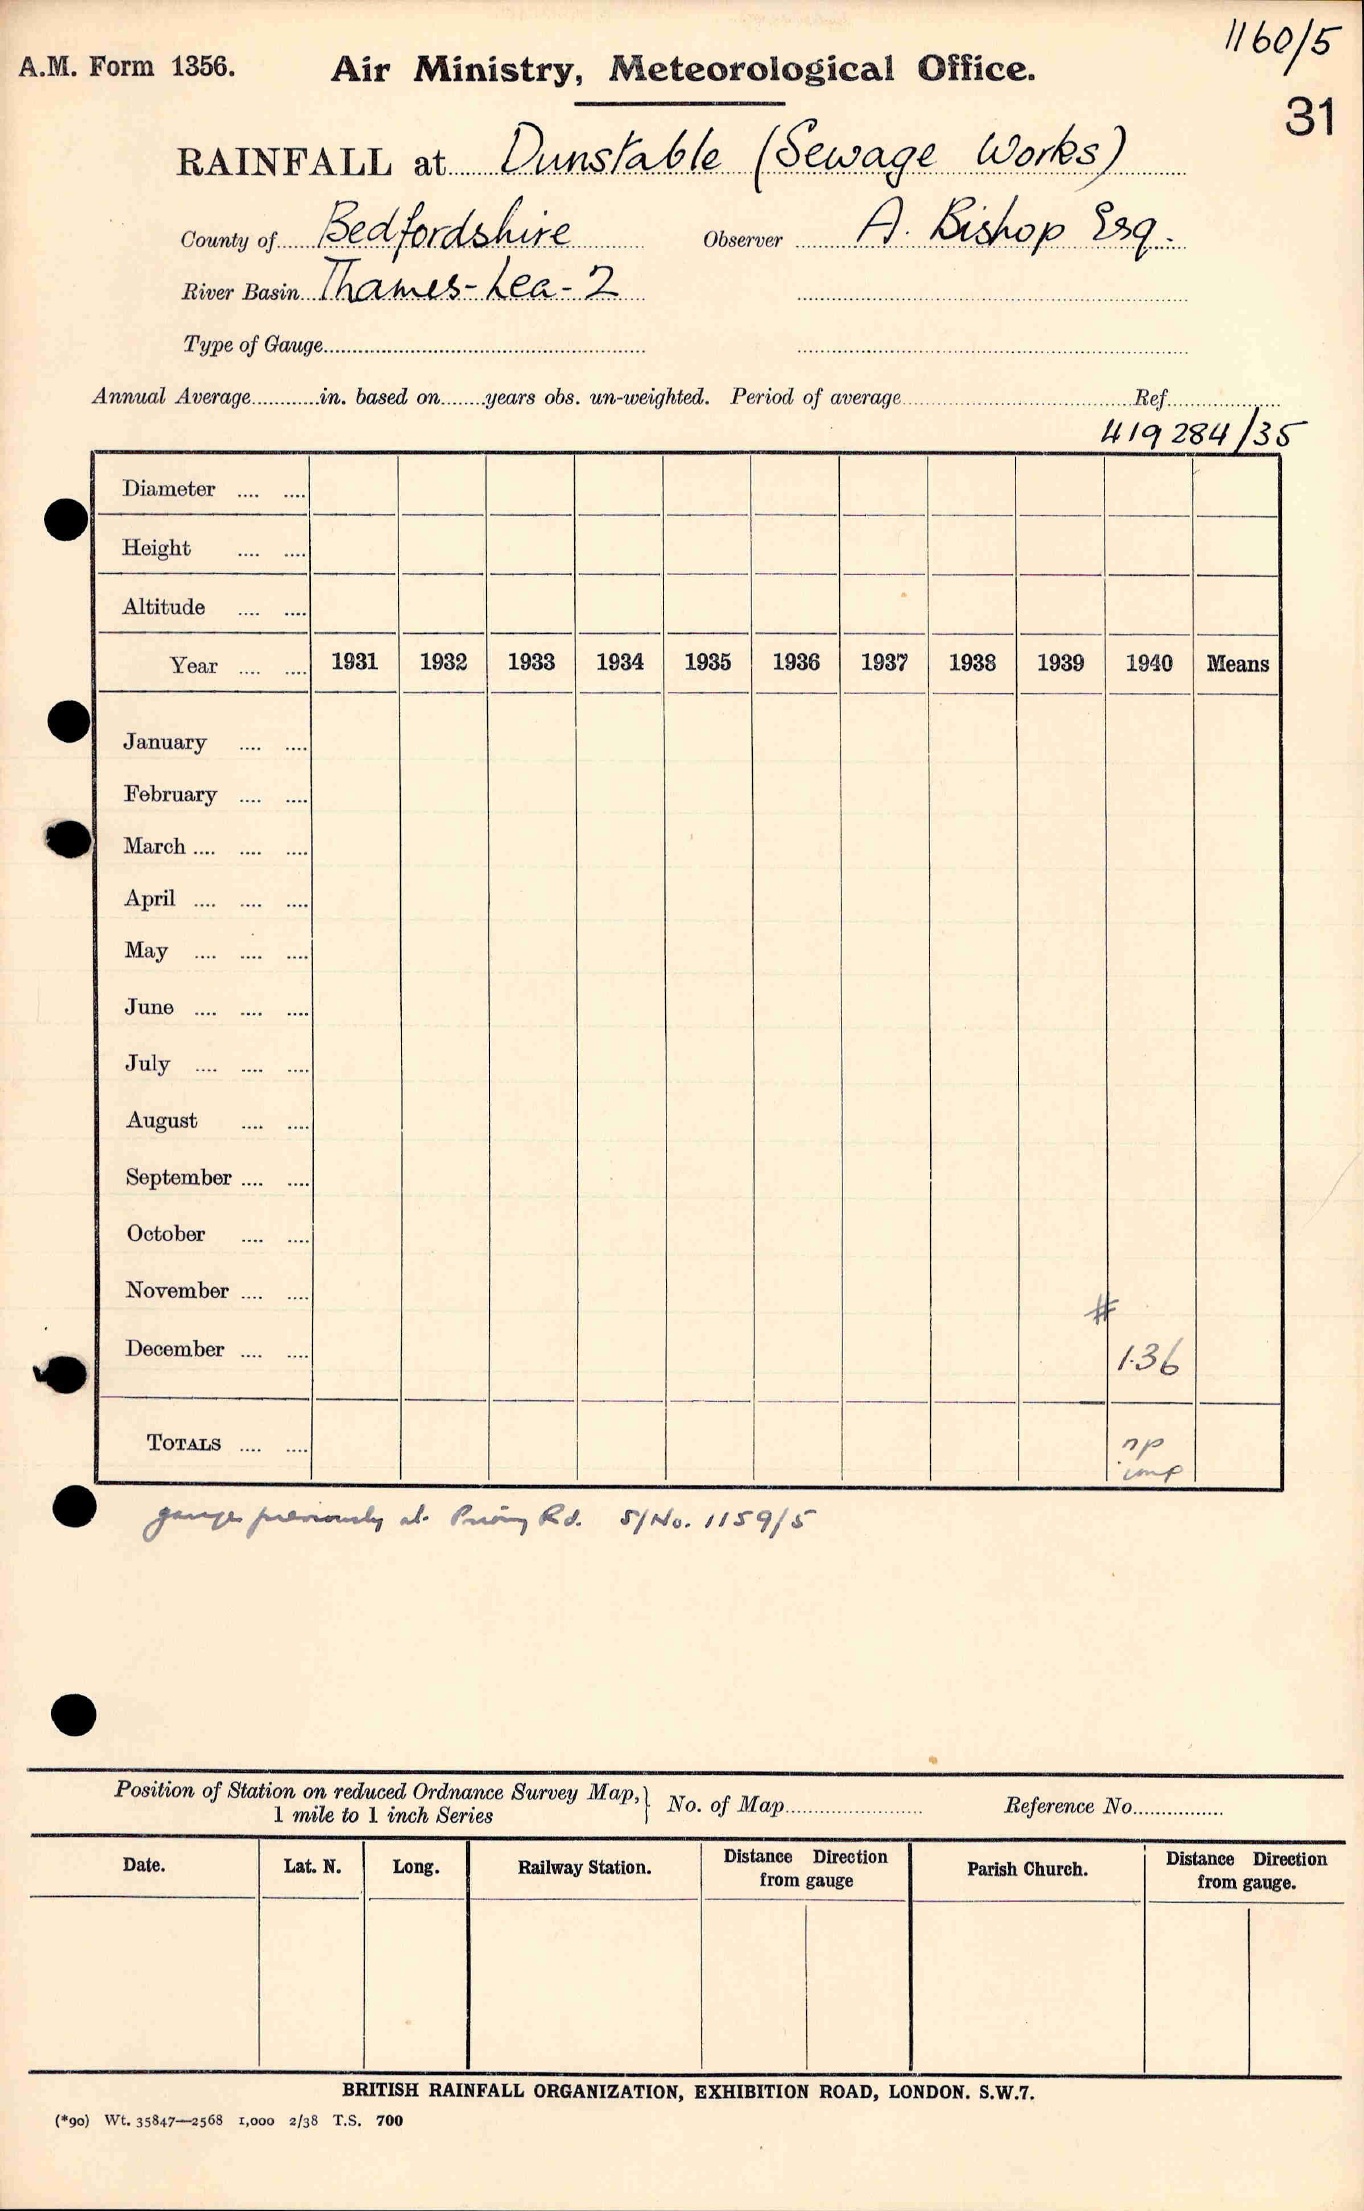 1160/5
A.M. Form 1356. Air Ministry, Meteorological Office.
31
RAINFALL at Dunstable (Sewage Works)
County of Bedfordshire Observer A. Bishop Esq.
River Basin Thames-Lea-2
Type of Gauge
Annual Average in. based on years obs. un-weighted. Period of average Ref
419284/35
Diameter
Height
Altitude
Year 1931 1932 1933 1934 1935 1936 1937 1938 1939 1940 Means
January
February
March
April
May
June
July
August
September
October
November
#
December 1.36
TOTALS np
imp
gauge previously at Priory Rd. S/No. 1159/5
Position of Station on reduced Ordnance Survey Map, } No. of Map Reference No.
1 mile to 1 inch Series
Date. Lat. N. Long. Railway Station. Distance Direction Parish Church. Distance Direction
from gauge from gauge.
BRITISH RAINFALL ORGANIZATION, EXHIBITION ROAD, LONDON. S.W.7.
(*90) Wt. 35847—2568 1,000 2/38 T.S. 700